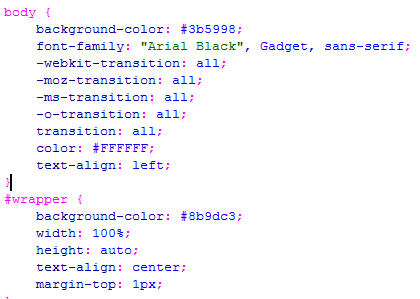 body {
background-color: #3b5998;
font-family: "Arial Black", Gadget, sans-serif;
-webkit-transition: all;
-moz-transition: all;
-ms-transition: all;
-o-transition: all;
transition: all;
color: #FFFFFF;
text-align: left;
}
#wrapper {
background-color: #8b9dc3;
width: 100%;
height: auto;
text-align: center;
margin-top: 1px;